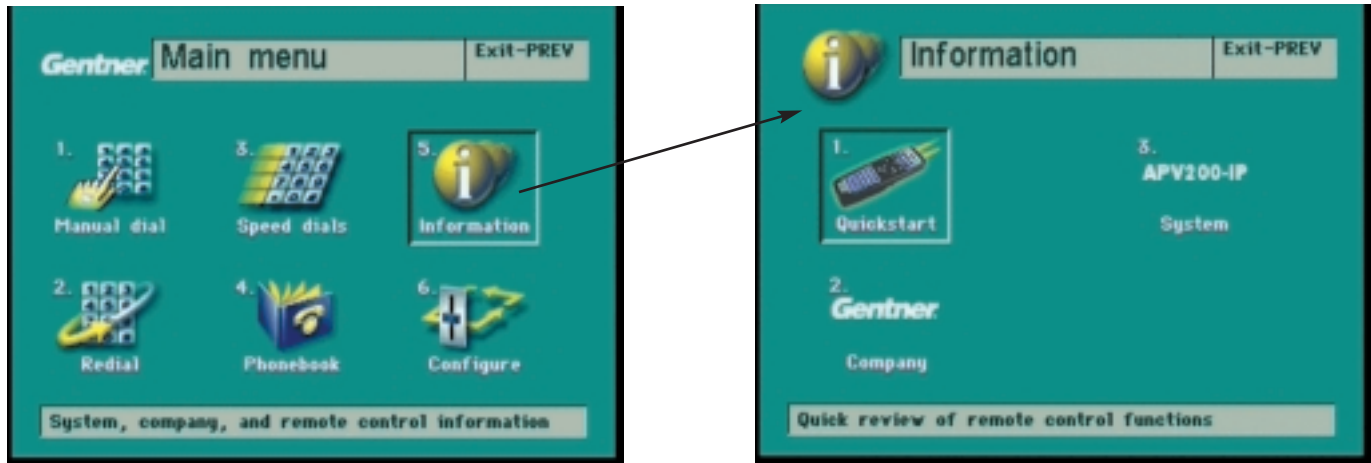 Gentner Main menu Exit-PREV
1. Manual dial
3. Speed dials
5. Information
2. Redial
4. Phonebook
6. Configure
System, company, and remote control information
Information Exit-PREV
1. Quickstart
3. APV200-IP
System
2. Gentner
Company
Quick review of remote control functions